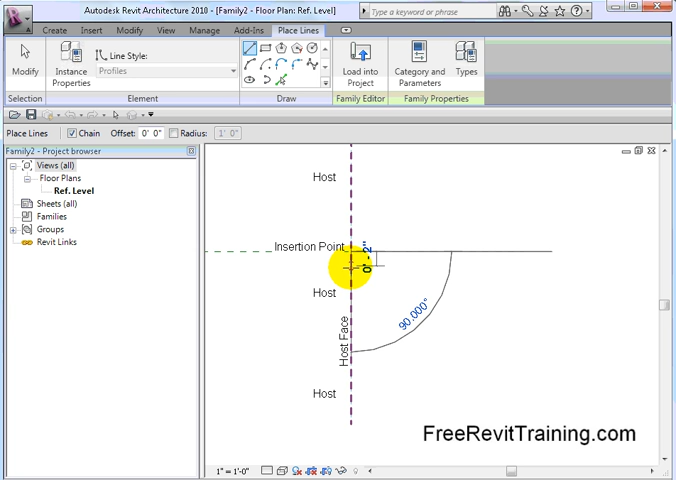 Autodesk Revit Architecture 2010 - [Family2 - Floor Plan: Ref. Level]
Type a keyword or phrase
Create Insert Modify View Manage Add-Ins Place Lines
Modify
Instance Properties
Line Style:
Profiles
Load into Project
Category and Parameters
Types
Selection Element Draw Family Editor Family Properties
Place Lines Chain Offset: 0' 0" Radius: 1' 0"
Family2 - Project browser
Views (all)
Floor Plans
Ref. Level
Sheets (all)
Families
Groups
Revit Links
Host
Insertion Point
0' - 2"
Host
90.000°
Host Face
Host
FreeRevitTraining.com
1" = 1'-0"